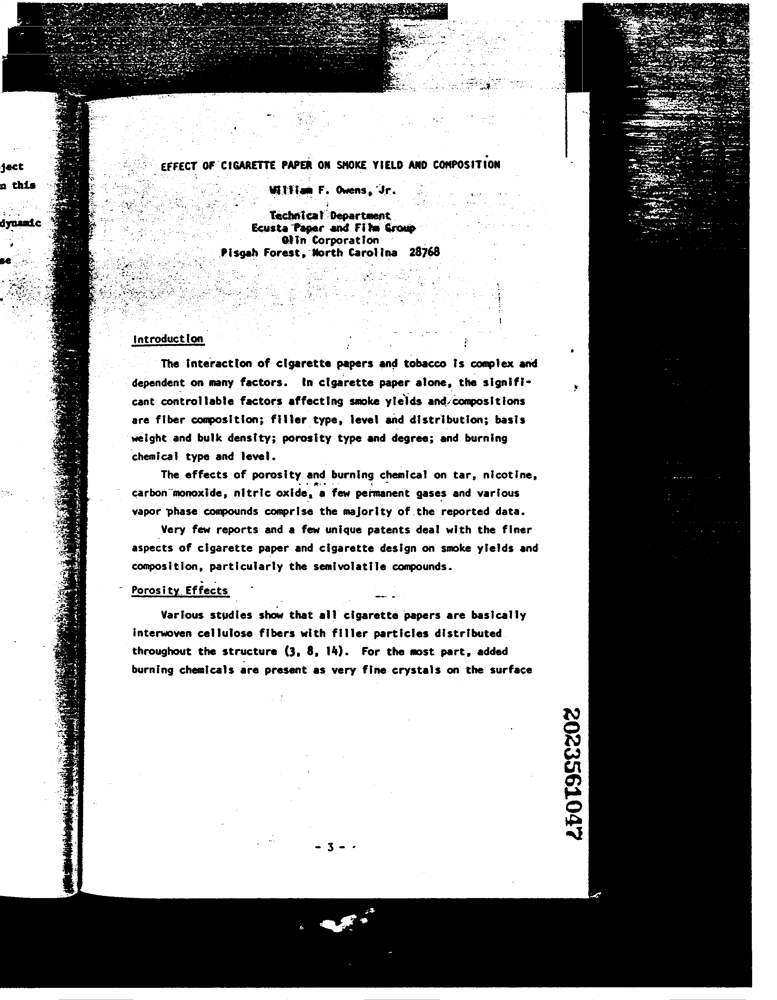 ject
n this
dynamic
se
EFFECT OF CIGARETTE PAPER ON SMOKE YIELD AND COMPOSITION
William F. Owens, Jr.
Technical Department
Ecusta Paper and Film Group
Olin Corporation
Pisgah Forest, North Carolina 28768
Introduction
The interaction of cigarette papers and tobacco is complex and
dependent on many factors. In cigarette paper alone, the signifi-
cant controllable factors affecting smoke yields and compositions
are fiber composition; filler type, level and distribution; basis
weight and bulk density; porosity type and degree; and burning
chemical type and level.
The effects of porosity and burning chemical on tar, nicotine,
carbon monoxide, nitric oxide, a few permanent gases and various
vapor phase compounds comprise the majority of the reported data.
Very few reports and a few unique patents deal with the finer
aspects of cigarette paper and cigarette design on smoke yields and
composition, particularly the semivolatile compounds.
Porosity Effects
Various studies show that all cigarette papers are basically
interwoven cellulose fibers with filler particles distributed
throughout the structure (3, 8, 14). For the most part, added
burning chemicals are present as very fine crystals on the surface
- 3 -
2023561047